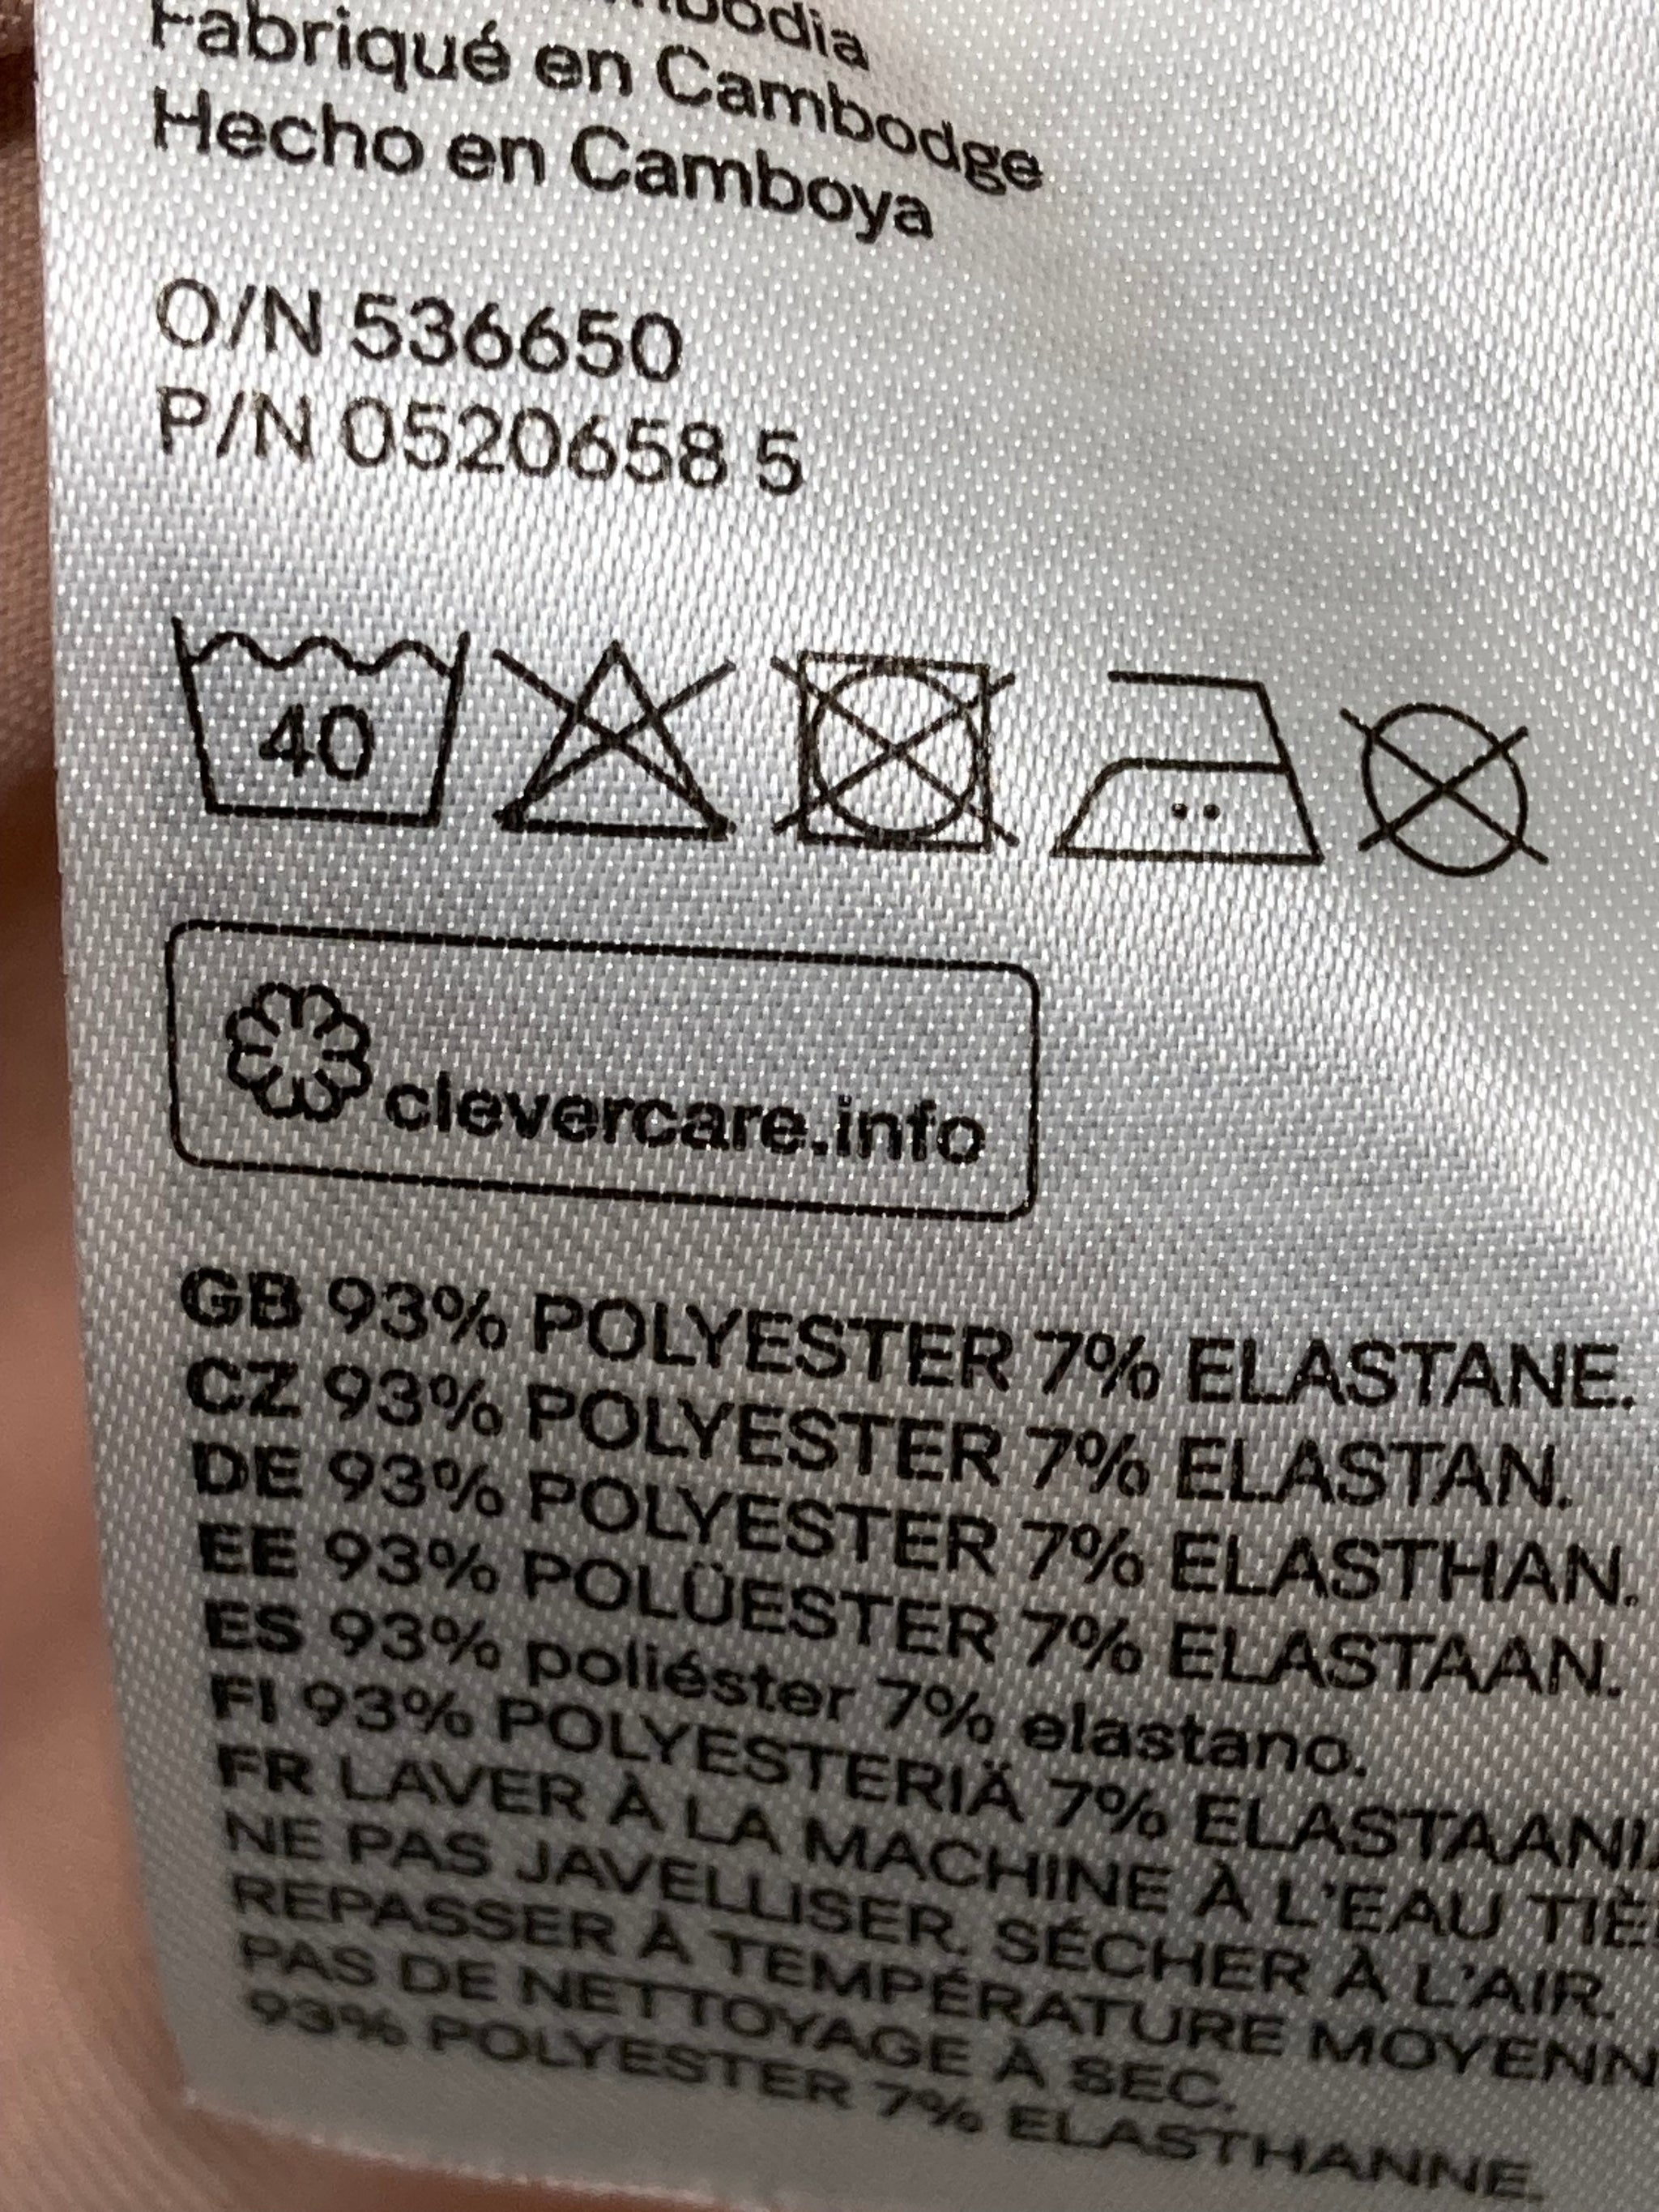 Fabriqué en Cambodge
Hecho en Camboya
O/N 536650
P/N 0520658 5
40
clevercare.info
GB 93% POLYESTER 7% ELASTANE.
CZ 93% POLYESTER 7% ELASTAN.
DE 93% POLYESTER 7% ELASTHAN.
EE 93% POLÜESTER 7% ELASTAAN.
ES 93% poliéster 7% elastano.
FI 93% POLYESTERIÄ 7%
FR LAVER À LA MACHINE À L'EAU
NE PAS JAVELLISER. SÉCHER À L'AIR.
REPASSER À TEMPÉRATURE
PAS DE NETTOYAGE À SEC.
93% POLYESTER 7% ELASTHANNE.